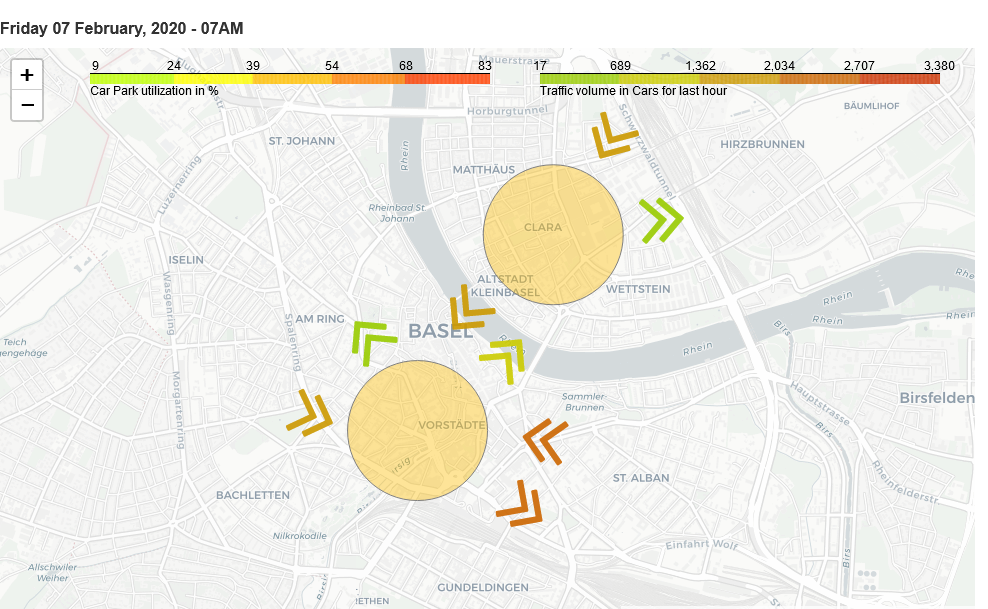 Friday 07 February, 2020 - 07AM
+
−
9 24 39 54 68 83
Car Park utilization in %
17 689 1,362 2,034 2,707 3,380
Traffic volume in Cars for last hour
Mauerstrasse
Horburgtunnel
BÄUMLIHOF
Schwarzwaldtunnel
ST. JOHANN
HIRZBRUNNEN
Rhein
MATTHÄUS
Luzernerring
Rheinbad St.
Johann
CLARA
ISELIN
Wasgenring
ALTSTADT
KLEINBASEL
WETTSTEIN
Rhein
Rhein
Rhein
AM RING
Spalenring
BASEL
Birs
Teich
Rhein
Morgartenring
Hauptstrasse
Sammler-
Brunnen
Birsfelden
VORSTÄDTE
Birs
ST. ALBAN
Rheinfelderstr.
BACHLETTEN
Nilkrokodile
Einfahrt Wolf
Birs
Allschwiler
Weiher
GUNDELDINGEN